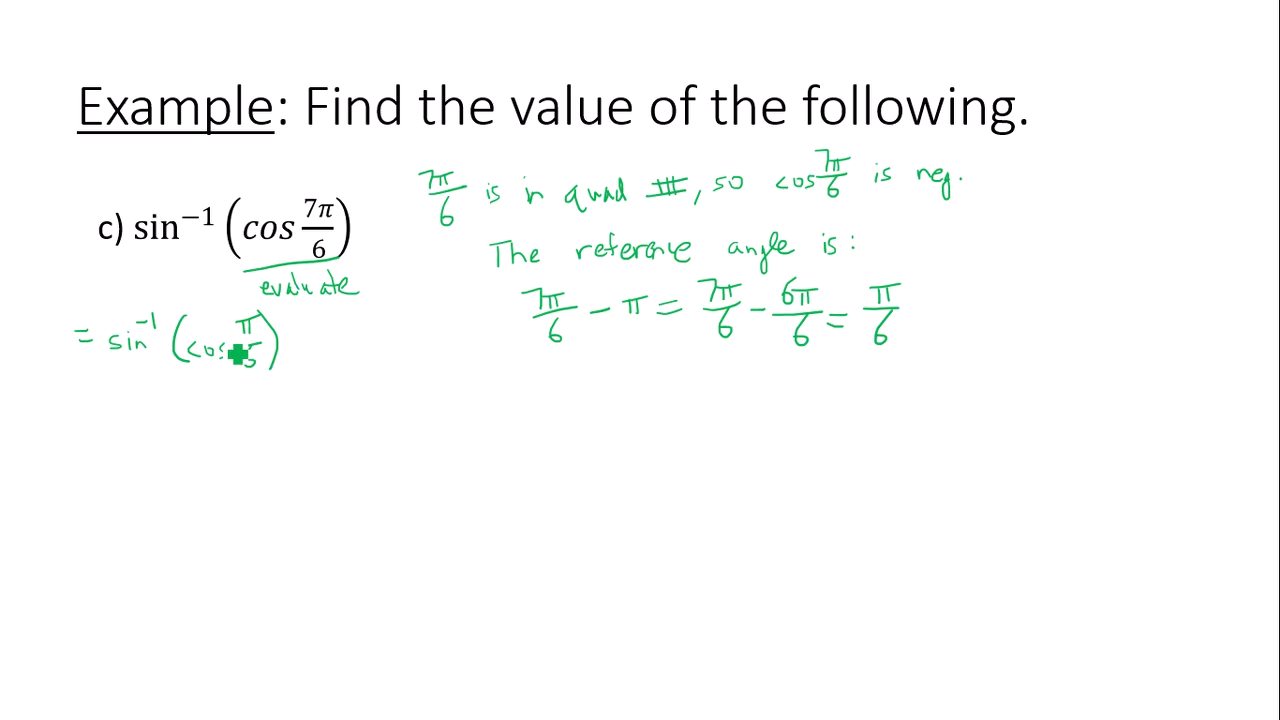 Example: Find the value of the following.
7π/6 is in quad III, so cos 7π/6 is neg.
c) sin⁻¹ (cos 7π/6)
evaluate
The reference angle is:
7π/6 - π = 7π/6 - 6π/6 = π/6
= sin⁻¹ (cos π/5)